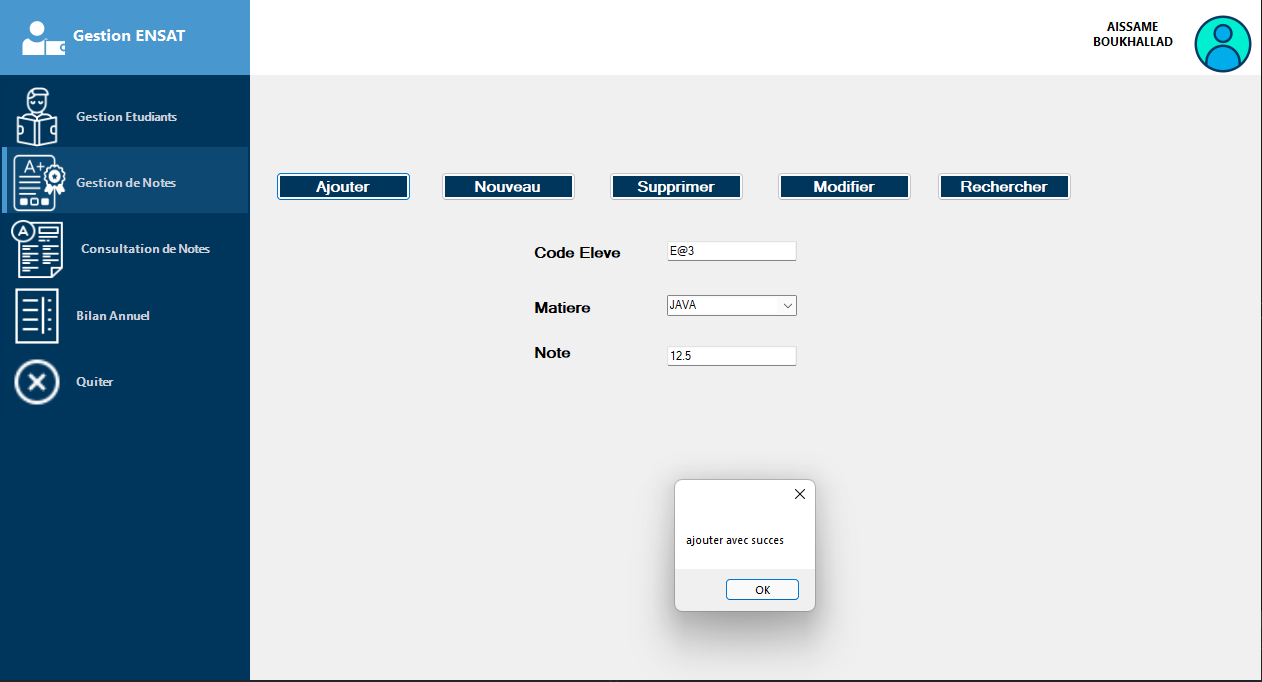 Gestion ENSAT
AISSAME
BOUKHALLAD
Gestion Etudiants
A+
Gestion de Notes
A
Consultation de Notes
Bilan Annuel
Quiter
Ajouter
Nouveau
Supprimer
Modifier
Rechercher
Code Eleve
E@3
Matiere
JAVA
Note
12.5
ajouter avec succes
OK